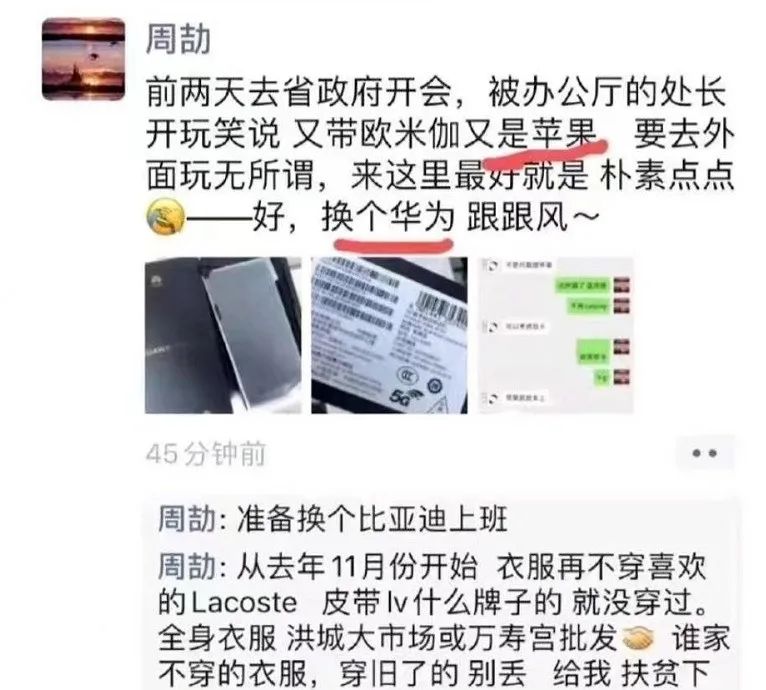 周劼
前两天去省政府开会，被办公厅的处长
开玩笑说 又带欧米伽又是苹果 要去外
面玩无所谓，来这里最好就是 朴素点点
——好，换个华为 跟跟风～
5G
45分钟前
周劼: 准备换个比亚迪上班
周劼: 从去年11月份开始 衣服再不穿喜欢
的Lacoste 皮带lv什么牌子的 就没穿过。
全身衣服 洪城大市场或万寿宫批发 谁家
不穿的衣服，穿旧了的 别丢 给我 扶贫下